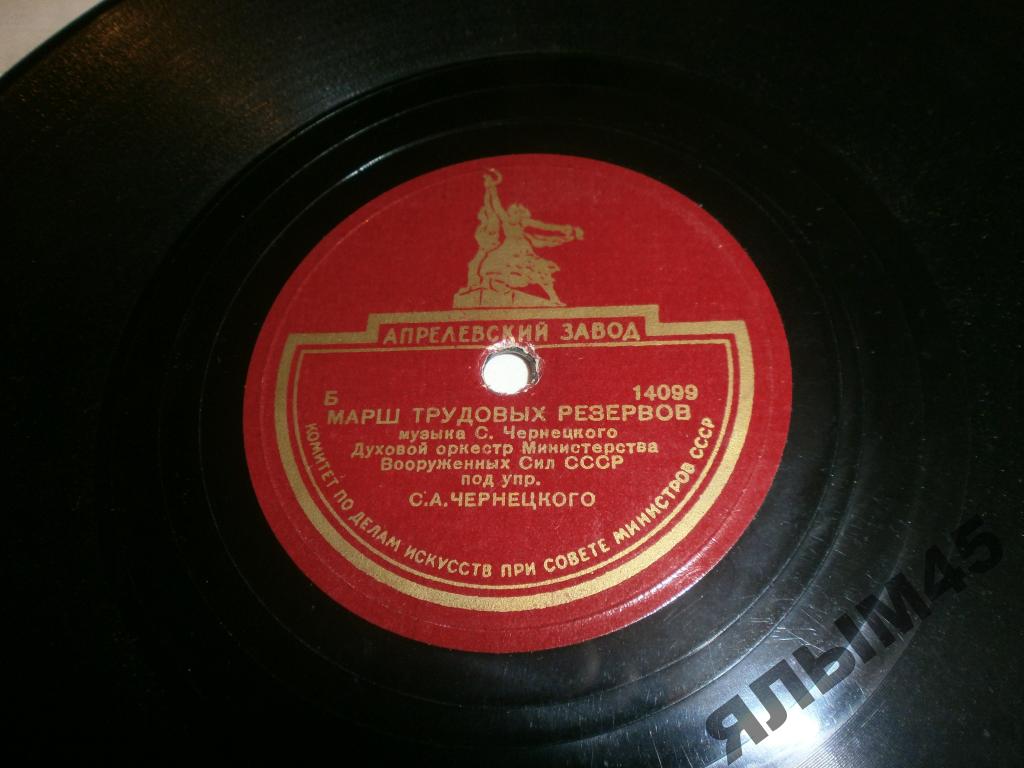 АПРЕЛЕВСКИЙ ЗАВОД
Б 14099
МАРШ ТРУДОВЫХ РЕЗЕРВОВ
музыка С. Чернецкого
Духовой оркестр Министерства
Вооруженных Сил СССР
под упр.
С.А.ЧЕРНЕЦКОГО
КОМИТЕТ ПО ДЕЛАМ ИСКУССТВ ПРИ СОВЕТЕ МИНИСТРОВ СССР
ЯЛЫМ45